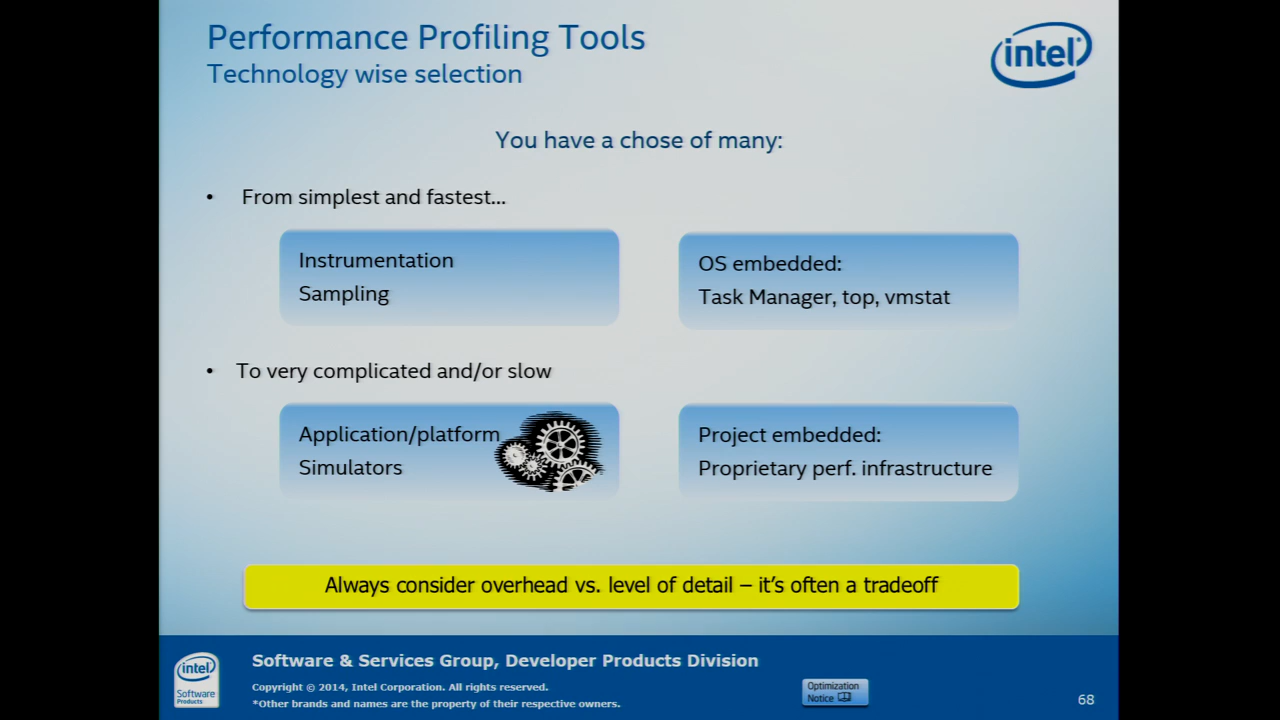 Performance Profiling Tools
Technology wise selection
intel
You have a chose of many:
• From simplest and fastest...
Instrumentation
Sampling
OS embedded:
Task Manager, top, vmstat
• To very complicated and/or slow
Application/platform
Simulators
Project embedded:
Proprietary perf. infrastructure
Always consider overhead vs. level of detail – it's often a tradeoff
intel
Software
Products
Software & Services Group, Developer Products Division
Copyright © 2014, Intel Corporation. All rights reserved.
*Other brands and names are the property of their respective owners.
Optimization
Notice
68